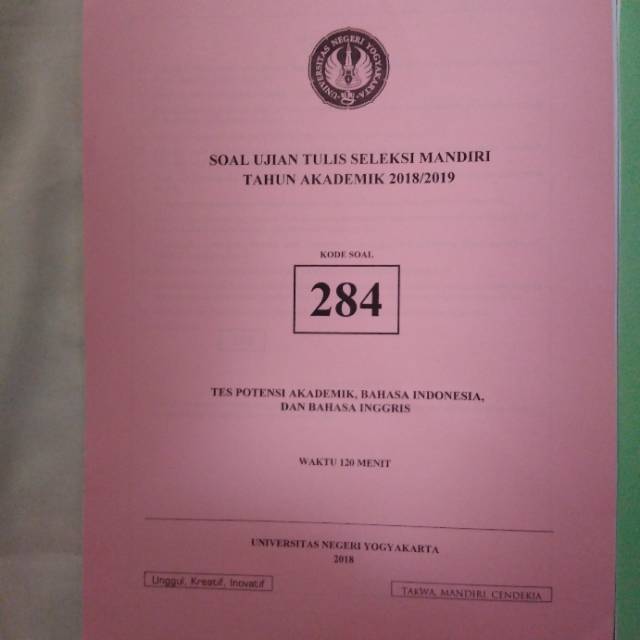 UNIVERSITAS NEGERI YOGYAKARTA
SOAL UJIAN TULIS SELEKSI MANDIRI
TAHUN AKADEMIK 2018/2019
KODE SOAL
284
TES POTENSI AKADEMIK, BAHASA INDONESIA,
DAN BAHASA INGGRIS
WAKTU 120 MENIT
UNIVERSITAS NEGERI YOGYAKARTA
2018
Unggul, Kreatif, Inovatif
TAKWA, MANDIRI, CENDEKIA